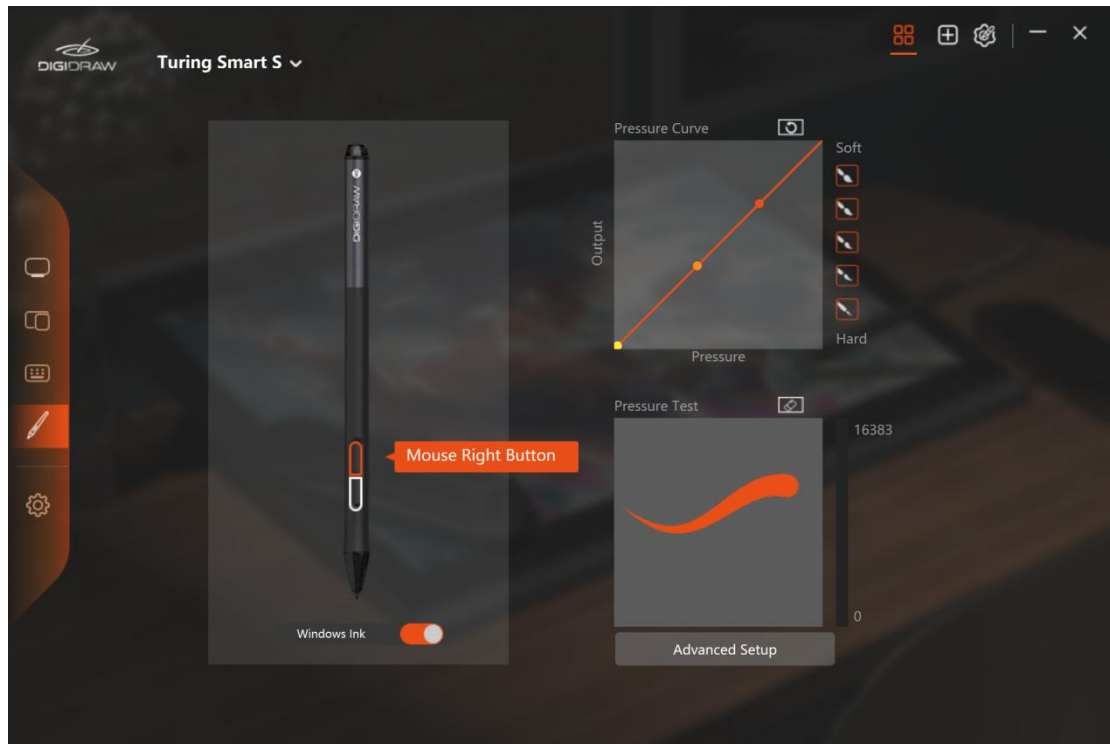 DIGIDRAW
Turing Smart S
DIGIDRAW
Mouse Right Button
Windows Ink
Pressure Curve
Soft
Output
Hard
Pressure
Pressure Test
16383
0
Advanced Setup